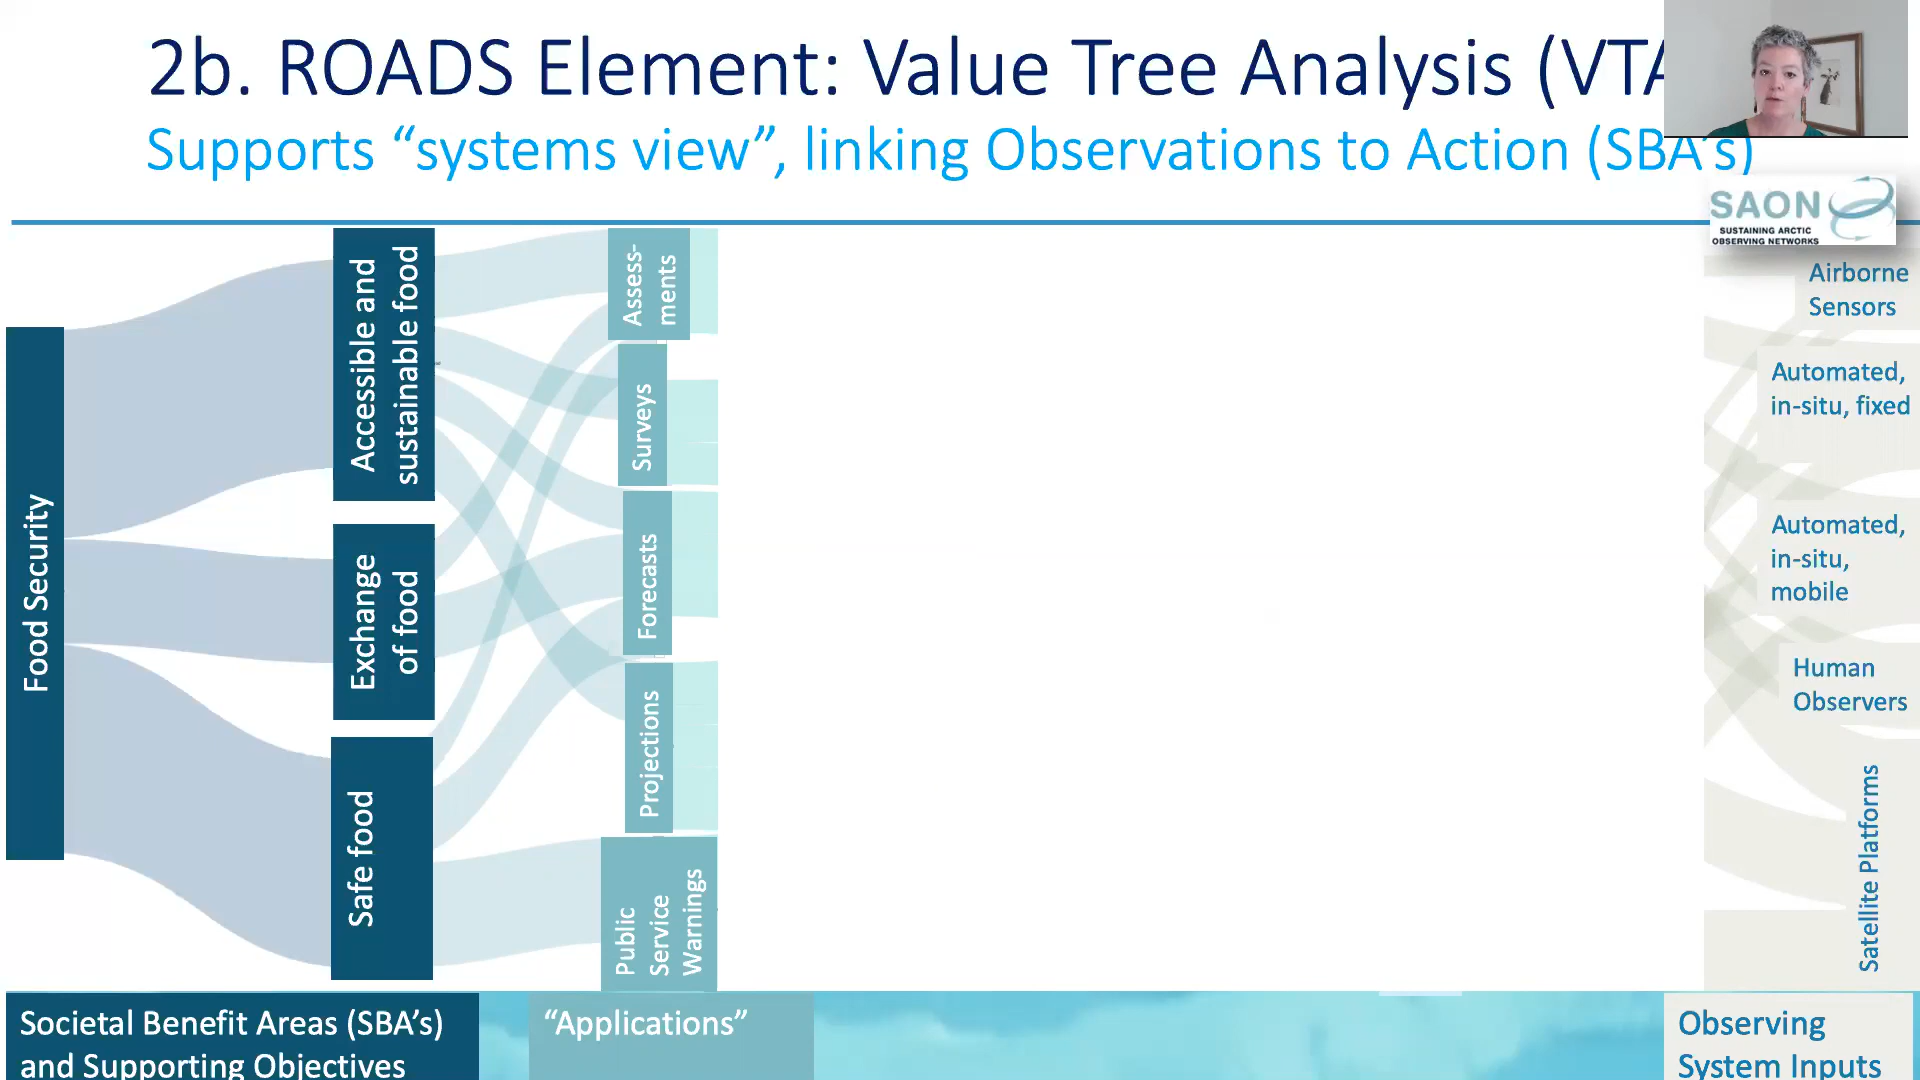 2b. ROADS Element: Value Tree Analysis (VTA
Supports “systems view”, linking Observations to Action (SBA’s)
SAON
SUSTAINING ARCTIC
OBSERVING NETWORKS
Food Security
Accessible and
sustainable food
Exchange
of food
Safe food
Assess-
ments
Surveys
Forecasts
Projections
Public
Service
Warnings
Airborne
Sensors
Automated,
in-situ, fixed
Automated,
in-situ,
mobile
Human
Observers
Satellite Platforms
Societal Benefit Areas (SBA’s)
and Supporting Objectives
“Applications”
Observing
System Inputs